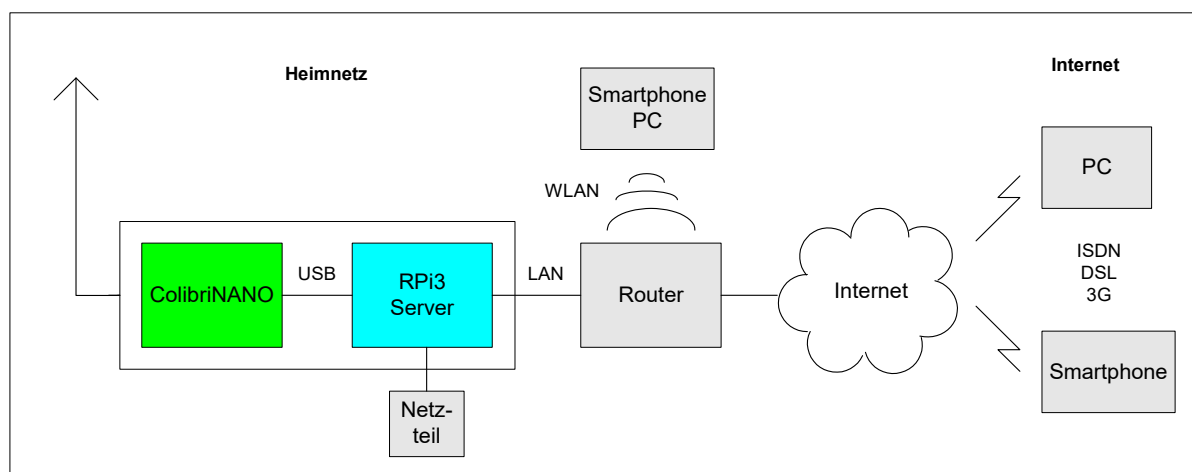 Heimnetz
Internet
Smartphone
PC
WLAN
PC
ColibriNANO
USB
RPi3
Server
LAN
Router
Internet
ISDN
DSL
3G
Smartphone
Netz-
teil